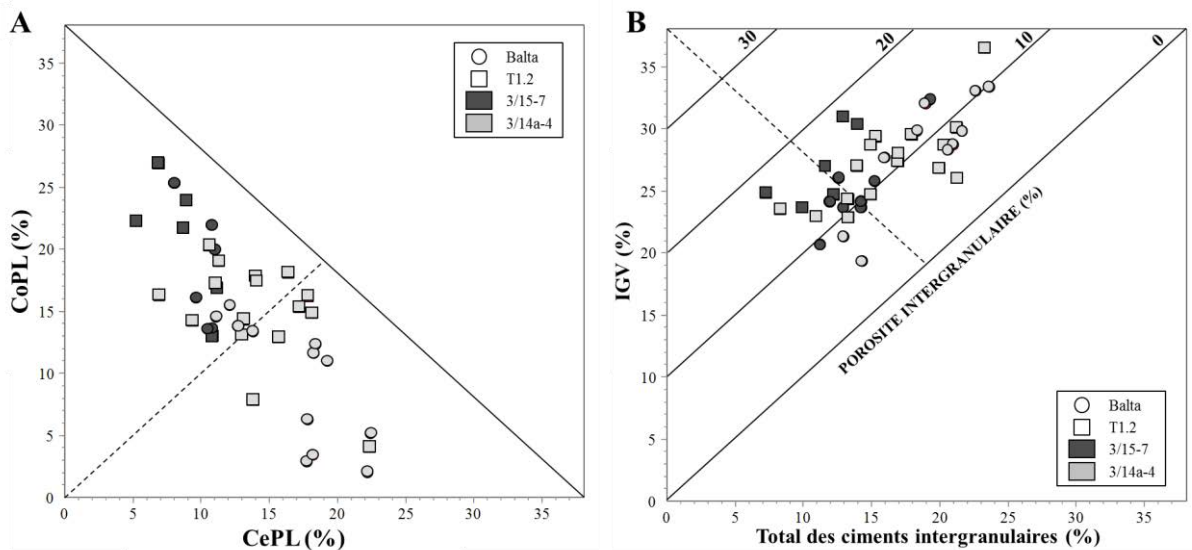 A
CoPL (%)
35
30
25
20
15
10
5
0
0 5 10 15 20 25 30 35
CePL (%)
Balta
T1.2
3/15-7
3/14a-4
B
IGV (%)
35
30
25
20
15
10
5
0
0 5 10 15 20 25 30 35
Total des ciments intergranulaires (%)
30
20
10
0
POROSITE INTERGRANULAIRE (%)
Balta
T1.2
3/15-7
3/14a-4